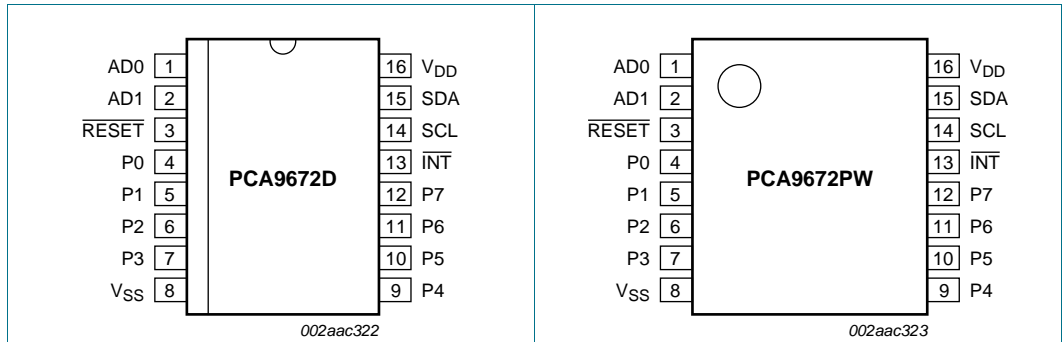 AD0 1 16 VDD
AD1 2 15 SDA
RESET 3 14 SCL
P0 4 13 INT
PCA9672D
P1 5 12 P7
P2 6 11 P6
P3 7 10 P5
VSS 8 9 P4
002aac322
AD0 1 16 VDD
AD1 2 15 SDA
RESET 3 14 SCL
P0 4 13 INT
PCA9672PW
P1 5 12 P7
P2 6 11 P6
P3 7 10 P5
VSS 8 9 P4
002aac323